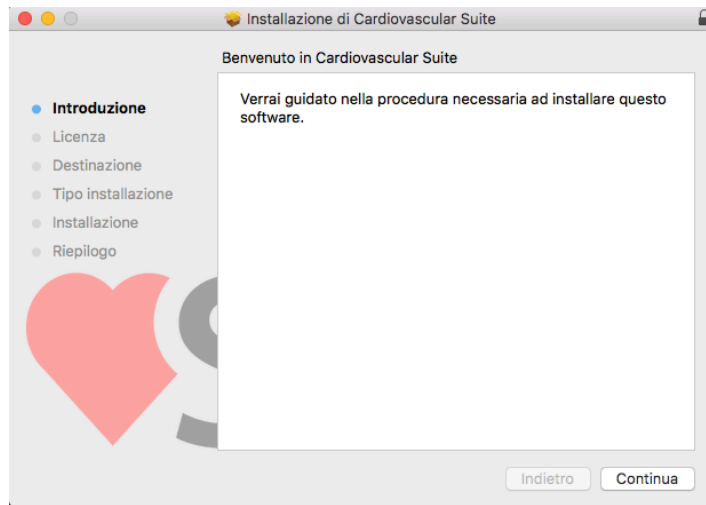 Installazione di Cardiovascular Suite
Benvenuto in Cardiovascular Suite
Introduzione
Licenza
Destinazione
Tipo installazione
Installazione
Riepilogo
Verrai guidato nella procedura necessaria ad installare questo
software.
Indietro
Continua